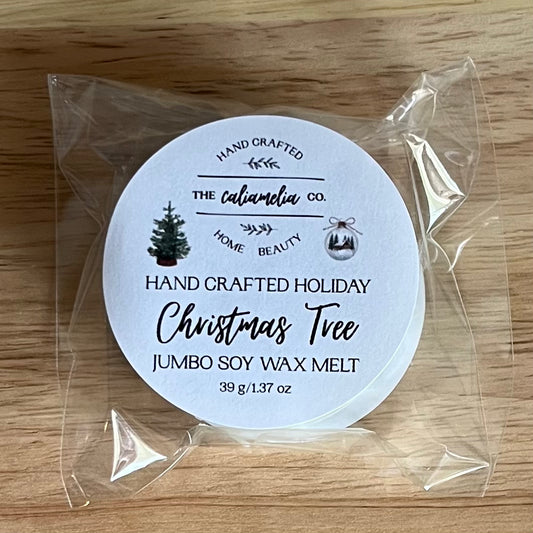 HAND CRAFTED
THE caliamelia CO.
HOME BEAUTY
HAND CRAFTED HOLIDAY
Christmas Tree
JUMBO SOY WAX MELT
39 g/1.37 oz